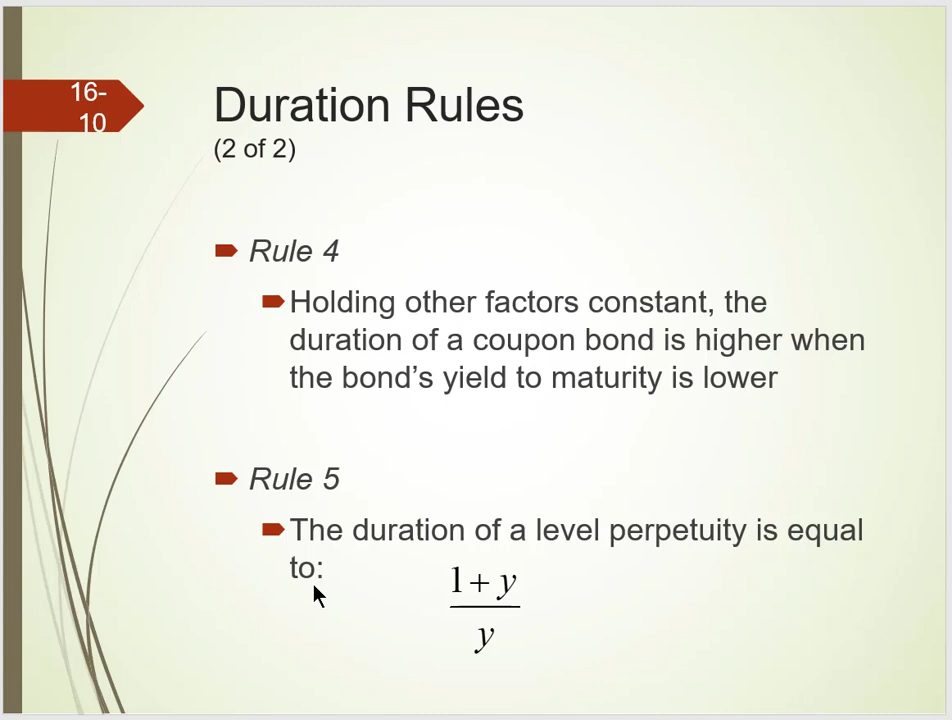 16-
10
Duration Rules
(2 of 2)
Rule 4
Holding other factors constant, the
duration of a coupon bond is higher when
the bond’s yield to maturity is lower
Rule 5
The duration of a level perpetuity is equal
to:
1 + y
y